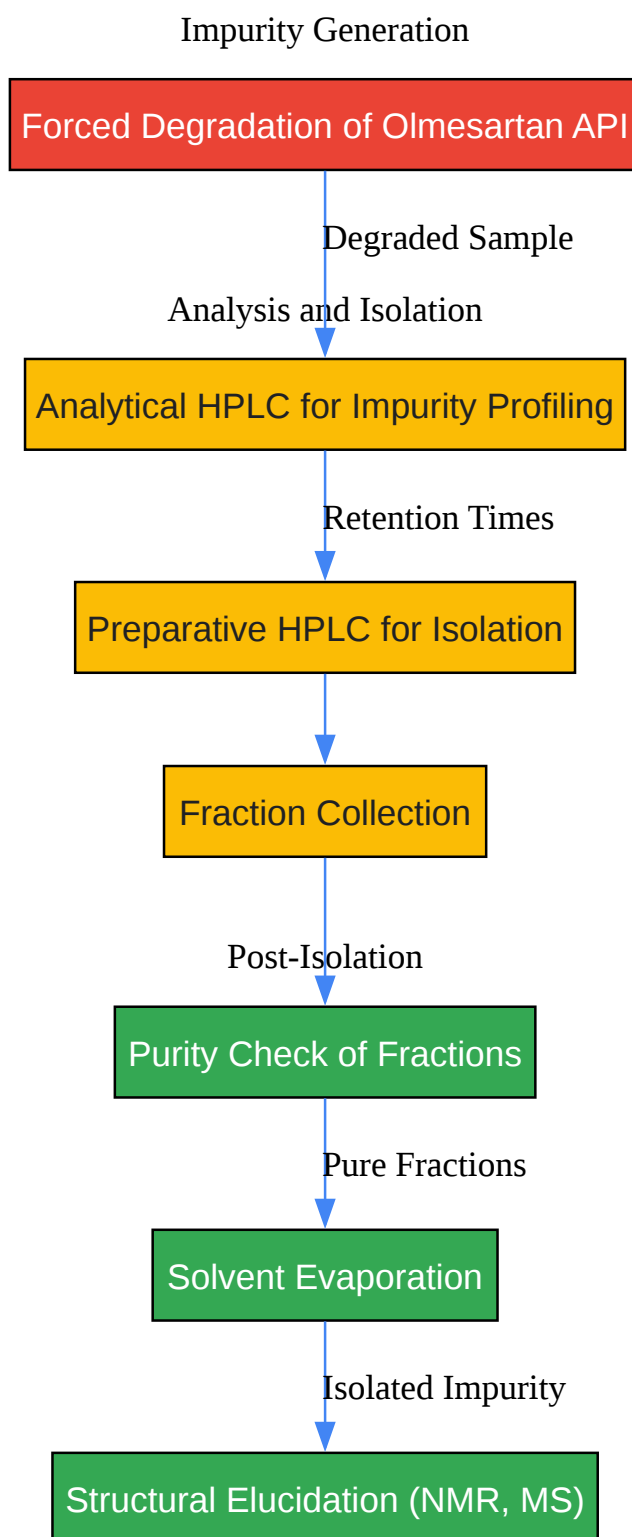 Impurity Generation
Forced Degradation of Olmesartan API
Degraded Sample
Analysis and Isolation
Analytical HPLC for Impurity Profiling
Retention Times
Preparative HPLC for Isolation
Fraction Collection
Post-Isolation
Purity Check of Fractions
Pure Fractions
Solvent Evaporation
Isolated Impurity
Structural Elucidation (NMR, MS)